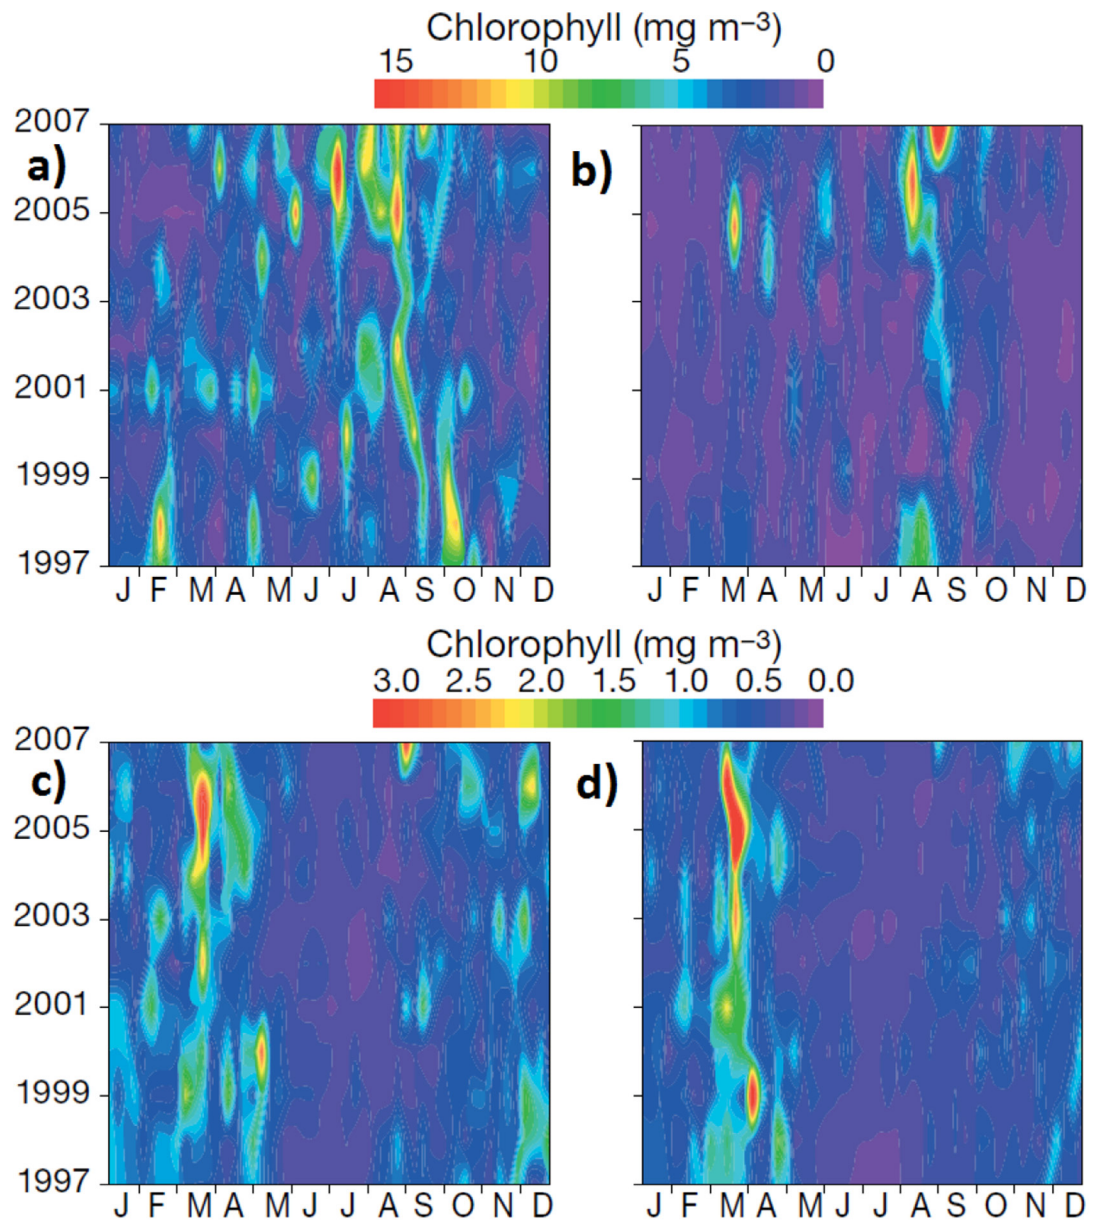 Chlorophyll (mg m–3)
15 10 5 0
2007
2005
2003
2001
1999
1997
a)
b)
J F M A M J J A S O N D
J F M A M J J A S O N D
Chlorophyll (mg m–3)
3.0 2.5 2.0 1.5 1.0 0.5 0.0
2007
2005
2003
2001
1999
1997
c)
d)
J F M A M J J A S O N D
J F M A M J J A S O N D